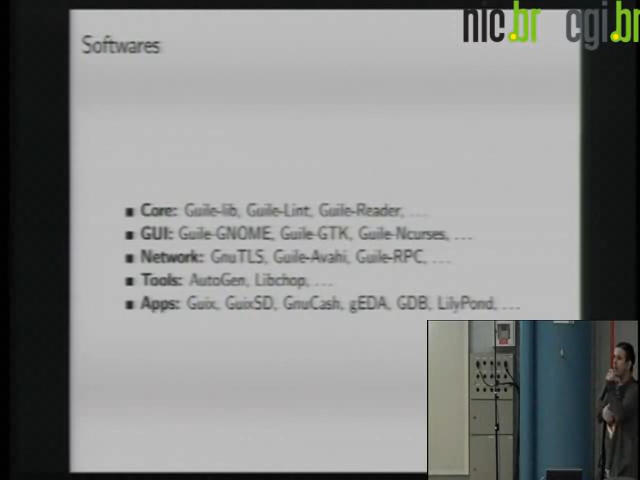 nic.br cgi.br
Softwares
Core: Guile-lib, Guile-Lint, Guile-Reader, ...
GUI: Guile-GNOME, Guile-GTK, Guile-Ncurses, ...
Network: GnuTLS, Guile-Avahi, Guile-RPC, ...
Tools: AutoGen, Libchop, ...
Apps: Guix, GuixSD, GnuCash, gEDA, GDB, LilyPond, ...